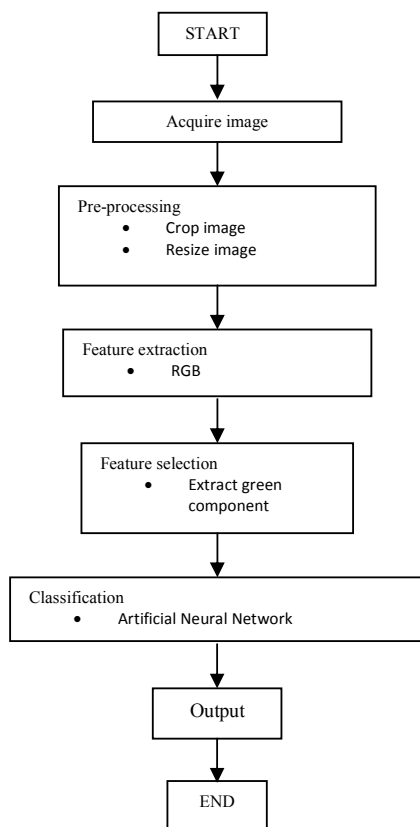 START
Acquire image
Pre-processing
• Crop image
• Resize image
Feature extraction
• RGB
Feature selection
• Extract green
component
Classification
• Artificial Neural Network
Output
END